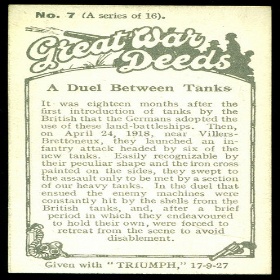 No. 7 (A series of 16).
Great War
Deeds
A Duel Between Tanks
It was eighteen months after the
first introduction of tanks by the
British that the Germans adopted the
use of these land-battleships. Then,
on April 24, 1918, near Villers-
Brettoneux, they launched an in-
fantry attack headed by six of the
new tanks. Easily recognizable by
their peculiar shape and the iron cross
painted on the sides, they swept to
the assault only to be met by a section
of our heavy tanks. In the duel that
ensued the enemy machines were
constantly hit by the shells from the
British tanks, and, after a brief
period in which they endeavoured
to hold their own, were forced to
retreat from the scene to avoid
disablement.
Given with "TRIUMPH," 17-9-27